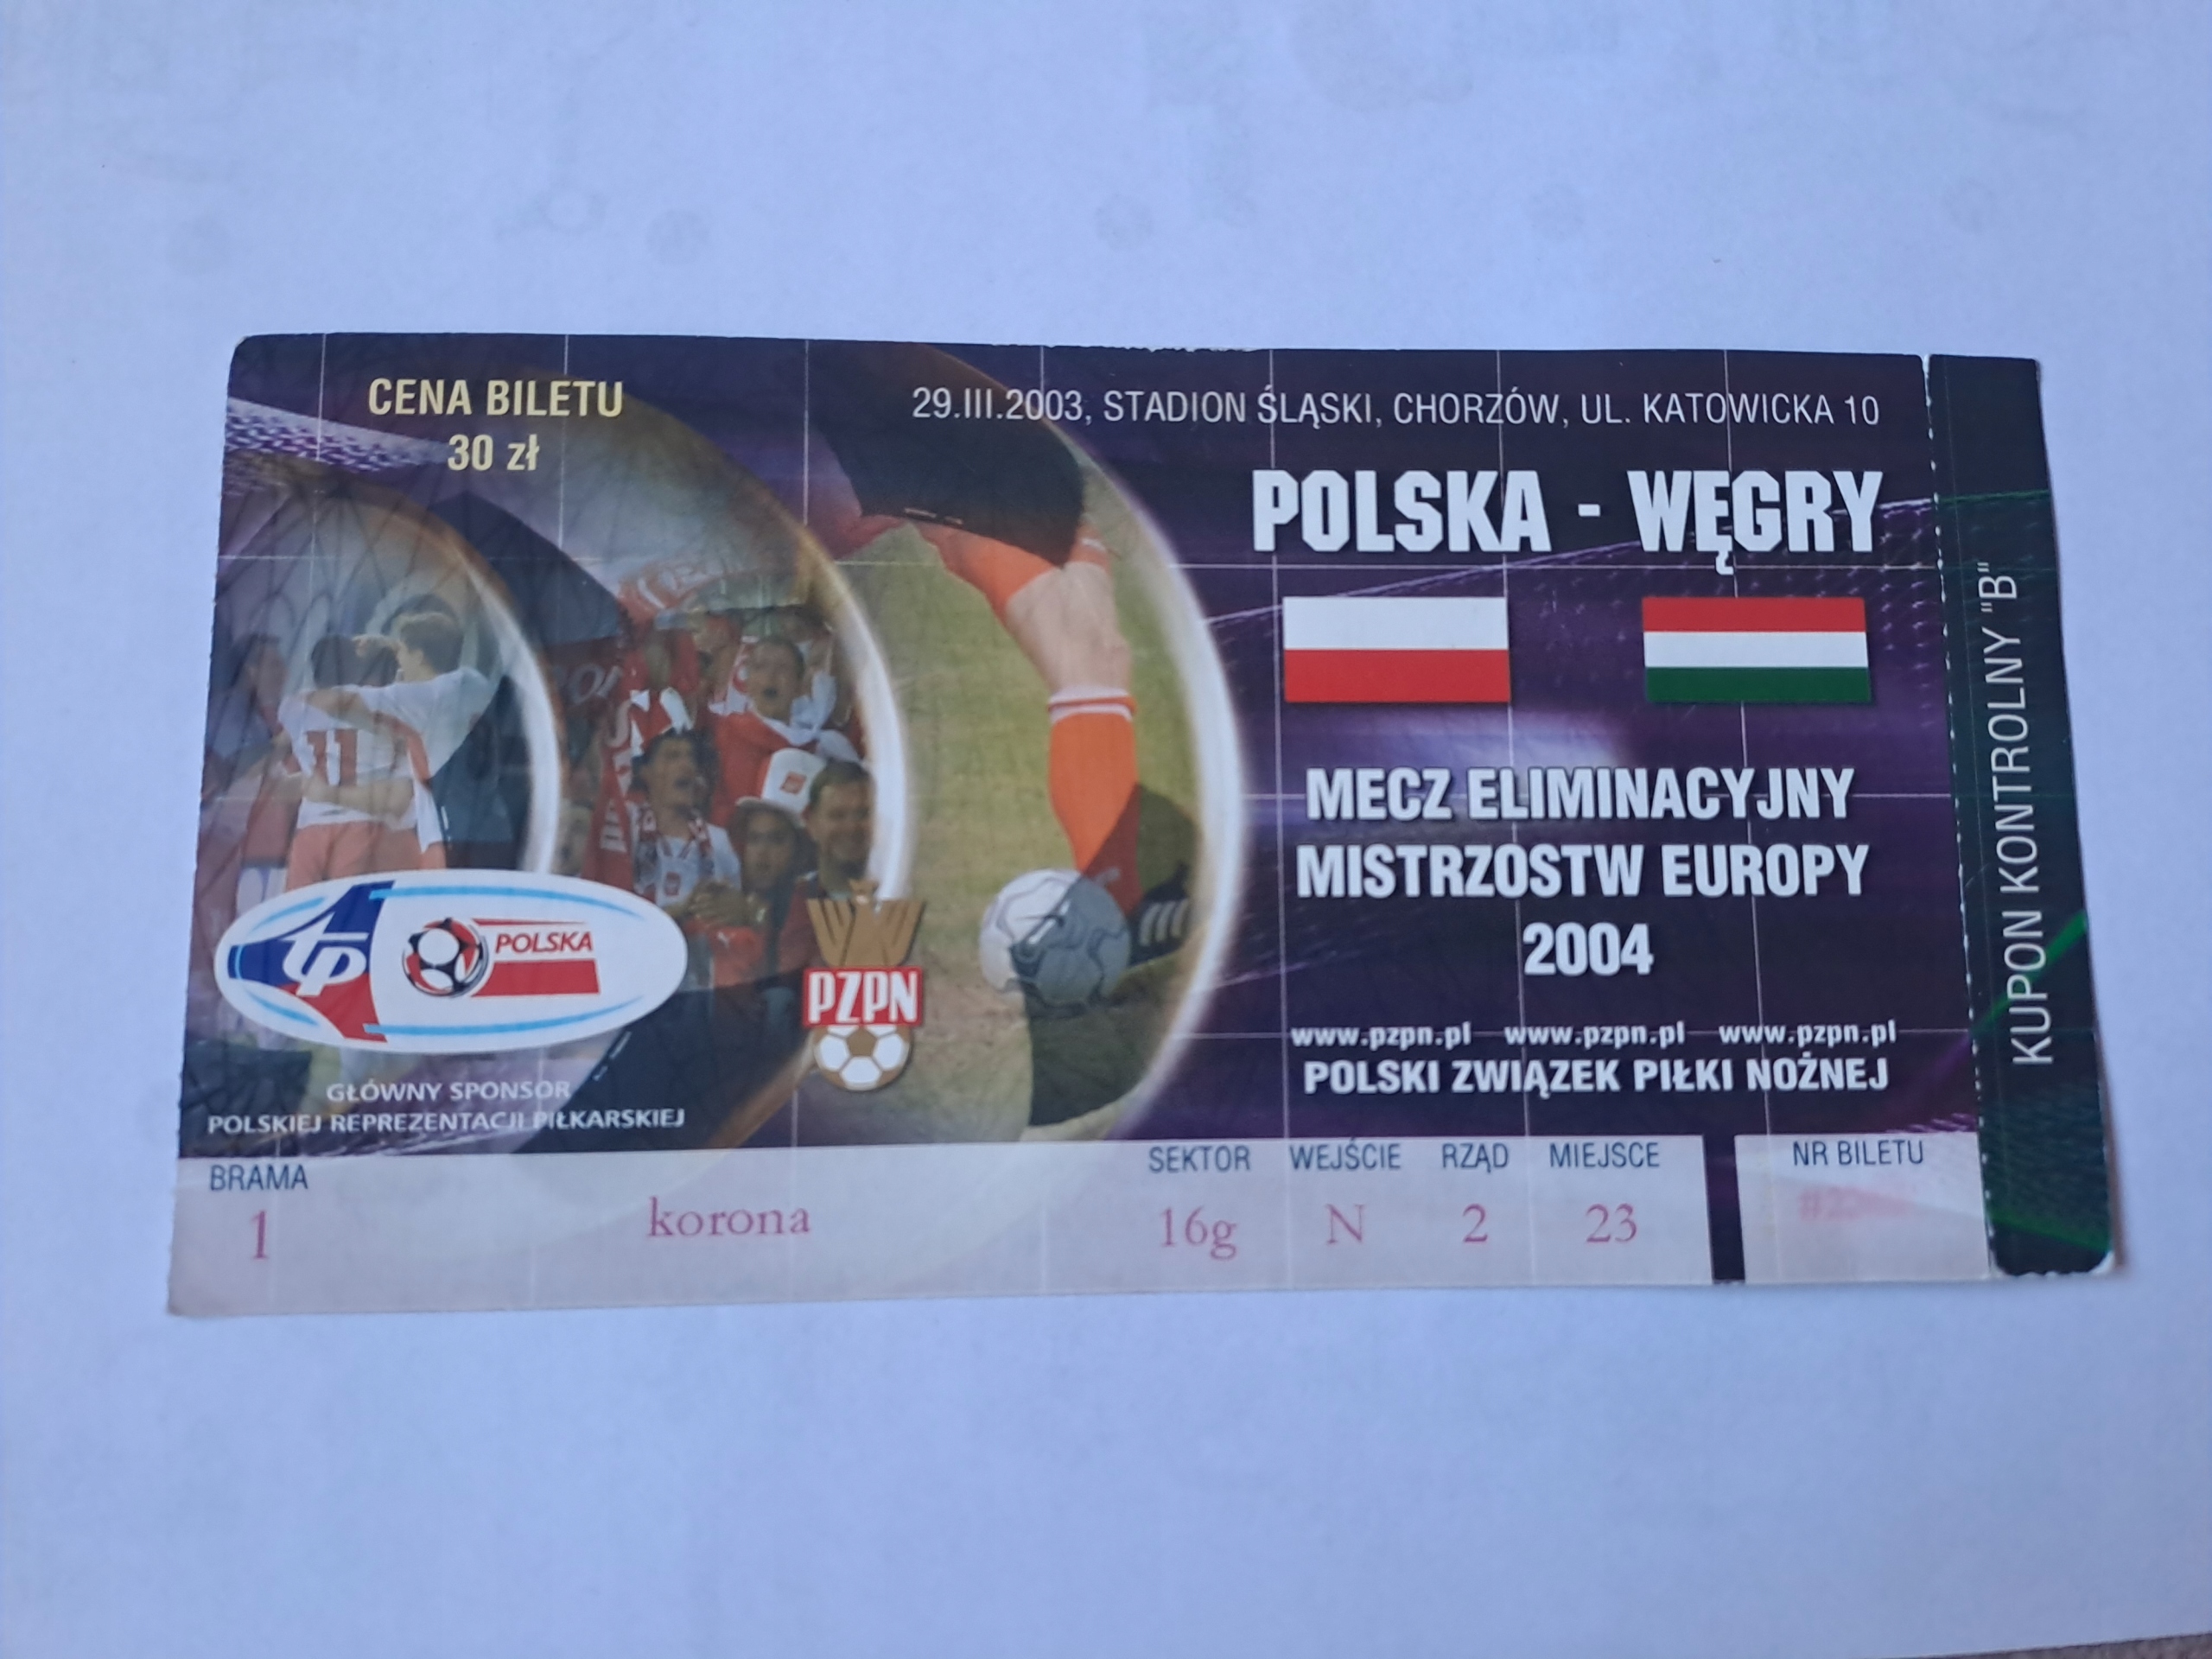 CENA BILETU
30 zł
29.III.2003, STADION ŚLĄSKI, CHORZÓW, UL. KATOWICKA 10
POLSKA - WĘGRY
MECZ ELIMINACYJNY
MISTRZOSTW EUROPY
2004
www.pzpn.pl www.pzpn.pl www.pzpn.pl
POLSKI ZWIĄZEK PIŁKI NOŻNEJ
11
tp POLSKA
PZPN
GŁÓWNY SPONSOR
POLSKIEJ REPREZENTACJI PIŁKARSKIEJ
BRAMA SEKTOR WEJŚCIE RZĄD MIEJSCE NR BILETU
1 korona 16g N 2 23
KUPON KONTROLNY "B"